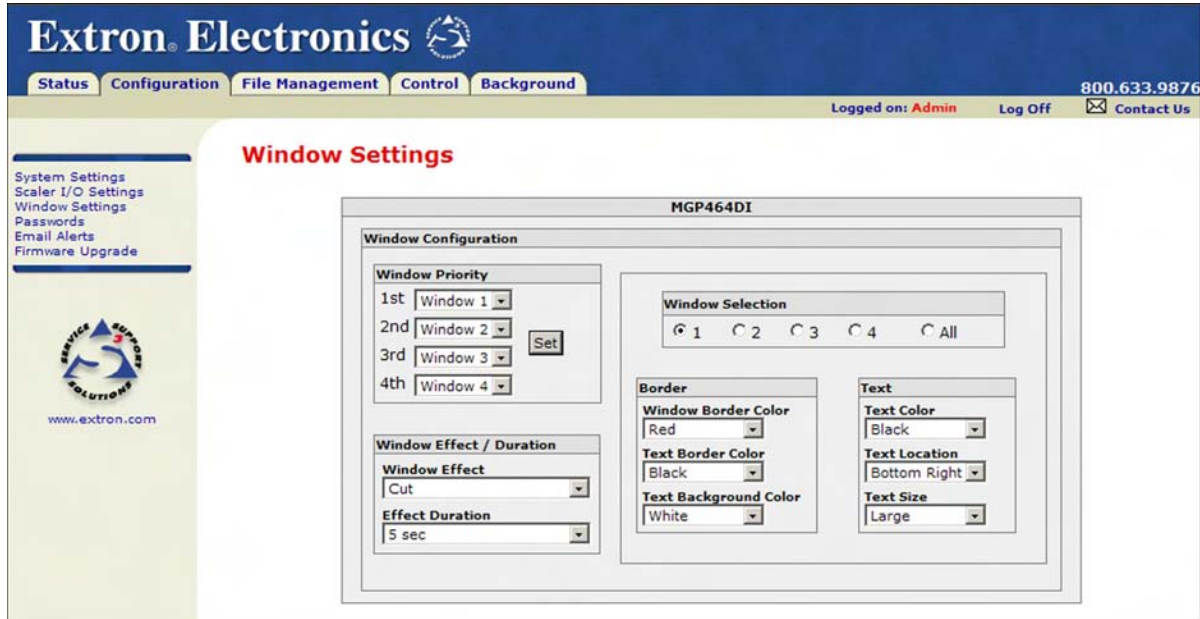 Extron® Electronics
Status Configuration File Management Control Background
800.633.9876
Logged on: Admin Log Off Contact Us
Window Settings
System Settings
Scaler I/O Settings
Window Settings
Passwords
Email Alerts
Firmware Upgrade
SERVICE SUPPORT SOLUTIONS
S3
www.extron.com
MGP464DI
Window Configuration
Window Priority
1st Window 1
2nd Window 2
3rd Window 3
4th Window 4
Set
Window Effect / Duration
Window Effect
Cut
Effect Duration
5 sec
Window Selection
1 2 3 4 All
Border
Window Border Color
Red
Text Border Color
Black
Text Background Color
White
Text
Text Color
Black
Text Location
Bottom Right
Text Size
Large